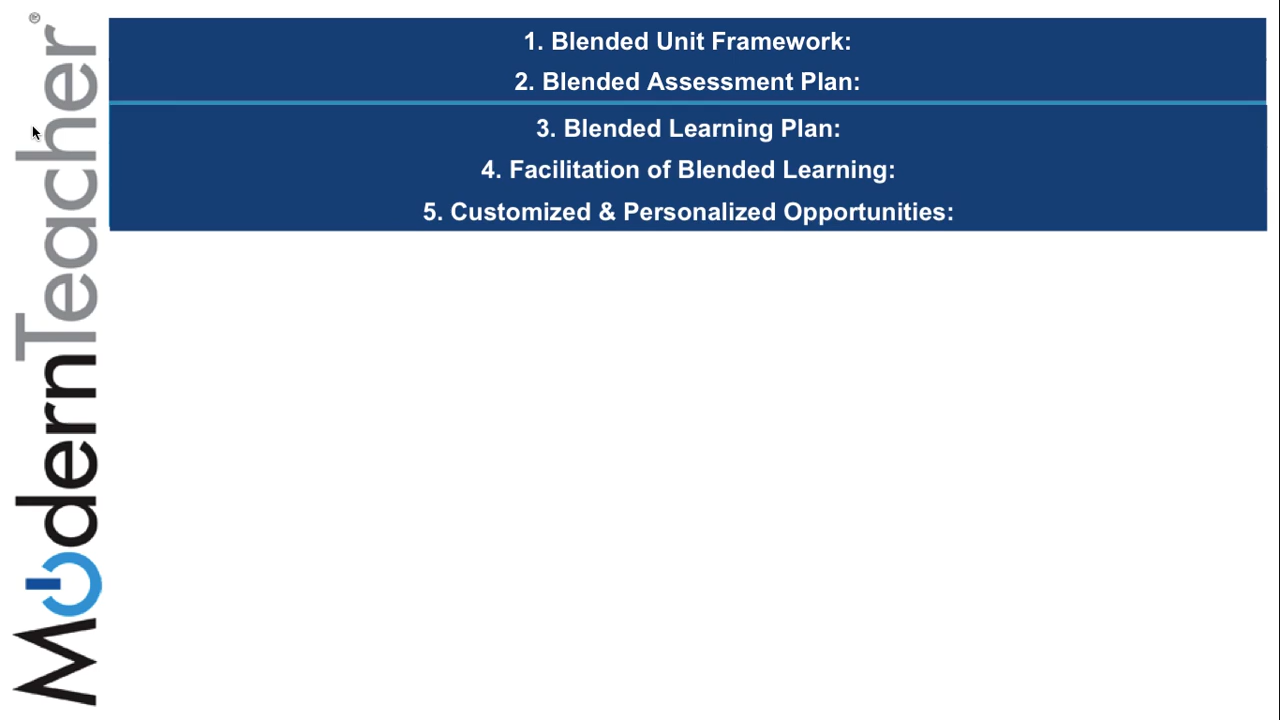 ModernTeacher®
1. Blended Unit Framework:
2. Blended Assessment Plan:
3. Blended Learning Plan:
4. Facilitation of Blended Learning:
5. Customized & Personalized Opportunities: